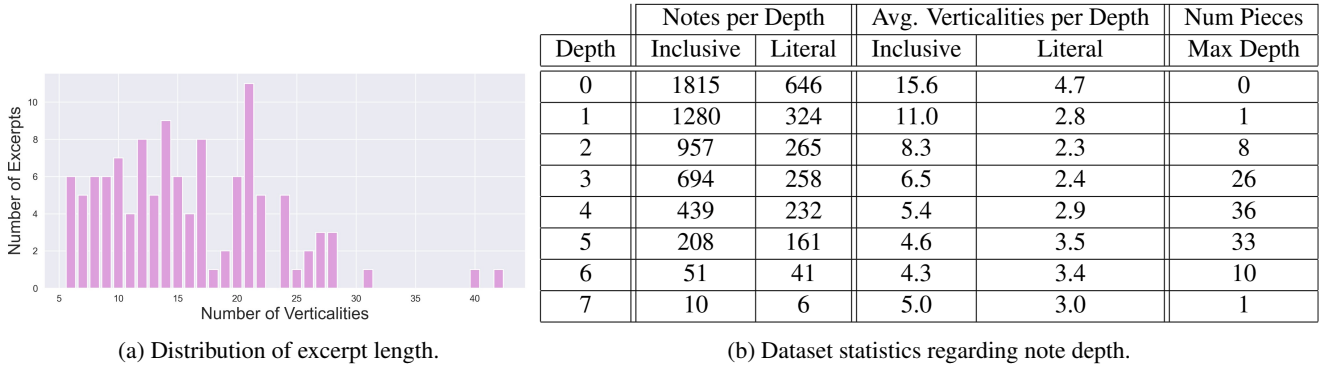 Number of Excerpts
10
8
6
4
2
0
5 10 15 20 25 30 35 40
Number of Verticalities
(a) Distribution of excerpt length.
Notes per Depth Avg. Verticalities per Depth Num Pieces
Depth Inclusive Literal Inclusive Literal Max Depth
0 1815 646 15.6 4.7 0
1 1280 324 11.0 2.8 1
2 957 265 8.3 2.3 8
3 694 258 6.5 2.4 26
4 439 232 5.4 2.9 36
5 208 161 4.6 3.5 33
6 51 41 4.3 3.4 10
7 10 6 5.0 3.0 1
(b) Dataset statistics regarding note depth.